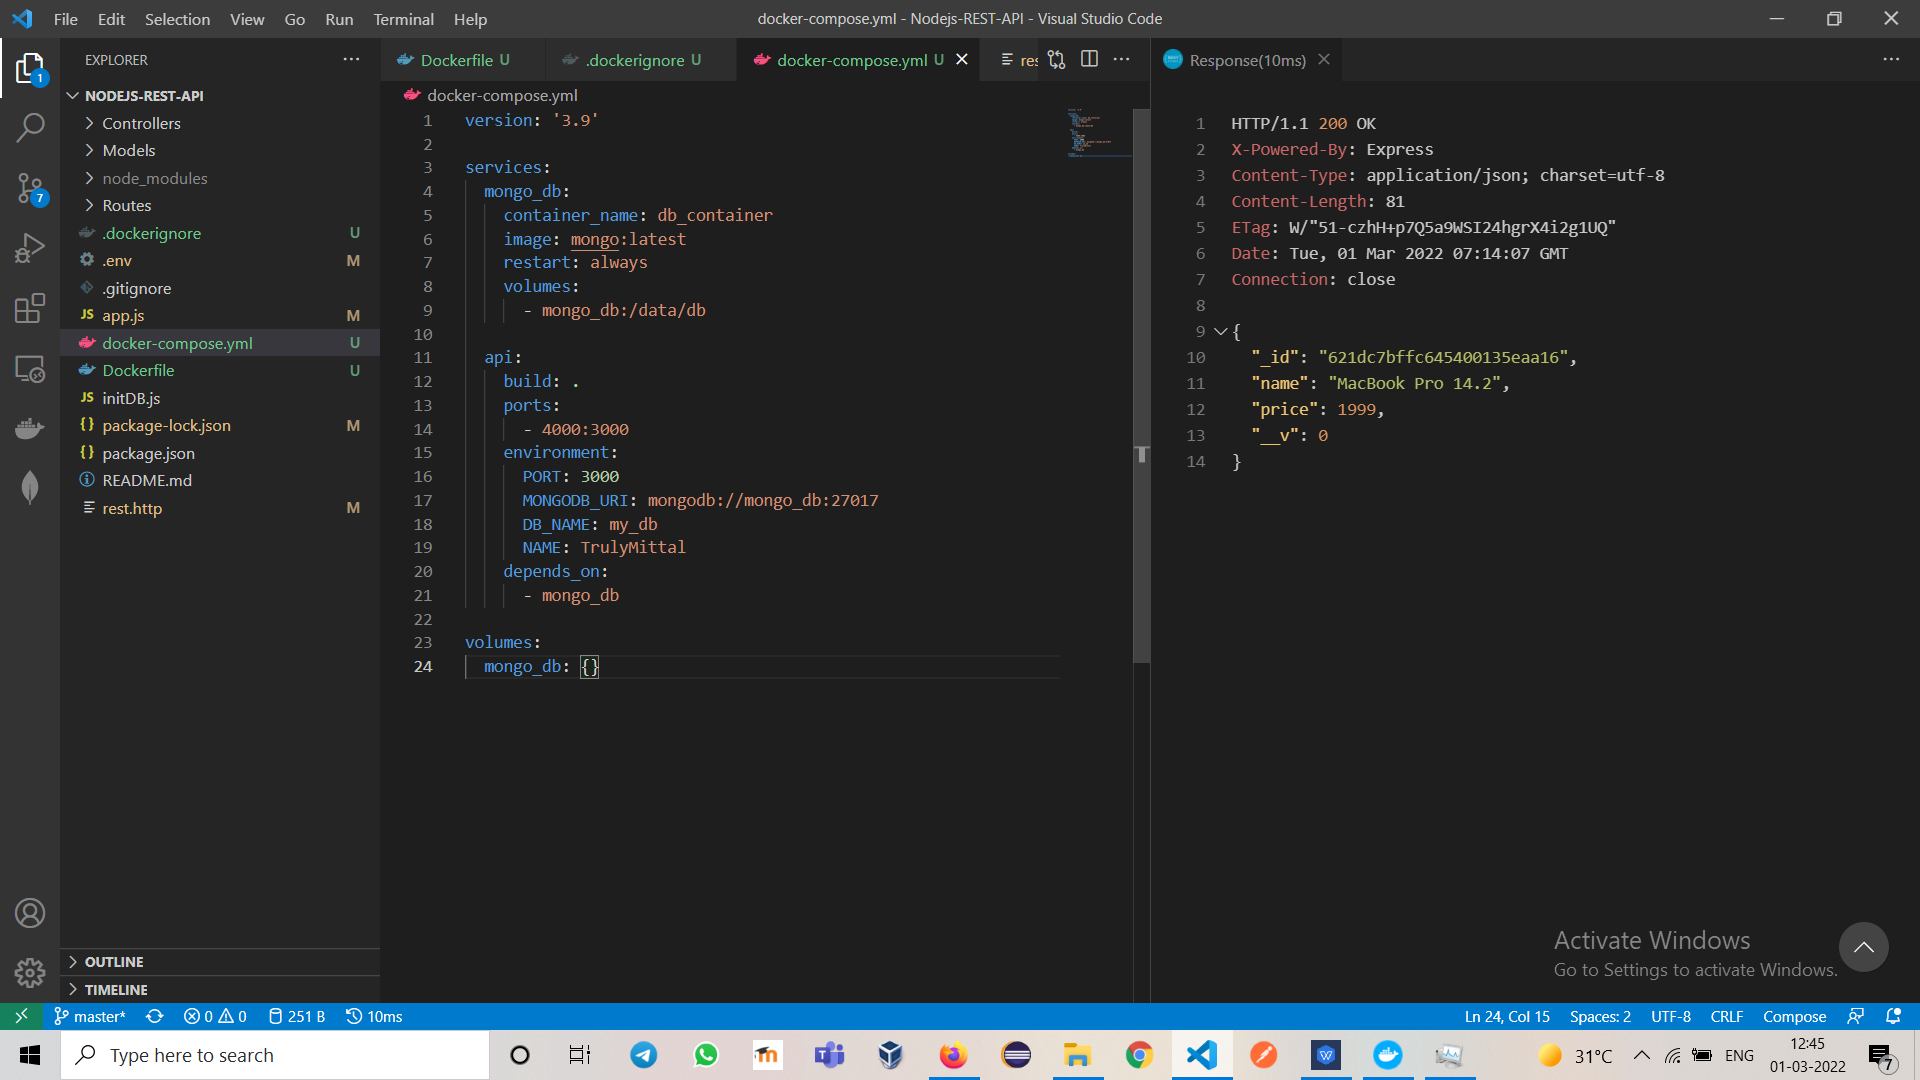 File Edit Selection View Go Run Terminal Help
docker-compose.yml - Nodejs-REST-API - Visual Studio Code
EXPLORER
NODEJS-REST-API
Controllers
Models
node_modules
Routes
.dockerignore U
.env M
.gitignore
JS app.js M
docker-compose.yml U
Dockerfile U
JS initDB.js
{} package-lock.json M
{} package.json
README.md
rest.http M
OUTLINE
TIMELINE
1
7
Dockerfile U
.dockerignore U
docker-compose.yml U
res
docker-compose.yml
1 version: '3.9'
2
3 services:
4 mongo_db:
5 container_name: db_container
6 image: mongo:latest
7 restart: always
8 volumes:
9 - mongo_db:/data/db
10
11 api:
12 build: .
13 ports:
14 - 4000:3000
15 environment:
16 PORT: 3000
17 MONGODB_URI: mongodb://mongo_db:27017
18 DB_NAME: my_db
19 NAME: TrulyMittal
20 depends_on:
21 - mongo_db
22
23 volumes:
24 mongo_db: {}
Response(10ms)
1 HTTP/1.1 200 OK
2 X-Powered-By: Express
3 Content-Type: application/json; charset=utf-8
4 Content-Length: 81
5 ETag: W/"51-czhH+p7Q5a9WSI24hgrX4i2g1UQ"
6 Date: Tue, 01 Mar 2022 07:14:07 GMT
7 Connection: close
8
9 {
10 "_id": "621dc7bffc645400135eaa16",
11 "name": "MacBook Pro 14.2",
12 "price": 1999,
13 "__v": 0
14 }
Activate Windows
Go to Settings to activate Windows.
master* 0 0 251 B 10ms
Ln 24, Col 15 Spaces: 2 UTF-8 CRLF Compose
Type here to search
31°C ENG
12:45
01-03-2022
7